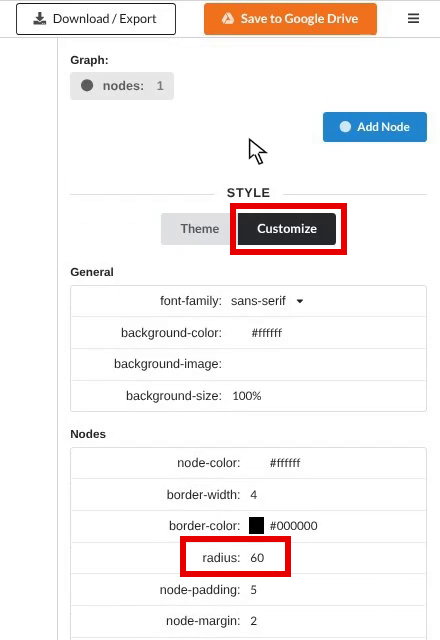 Download / Export
Save to Google Drive
Graph:
nodes: 1
Add Node
STYLE
Theme
Customize
General
font-family: sans-serif
background-color: #ffffff
background-image:
background-size: 100%
Nodes
node-color: #ffffff
border-width: 4
border-color: #000000
radius: 60
node-padding: 5
node-margin: 2